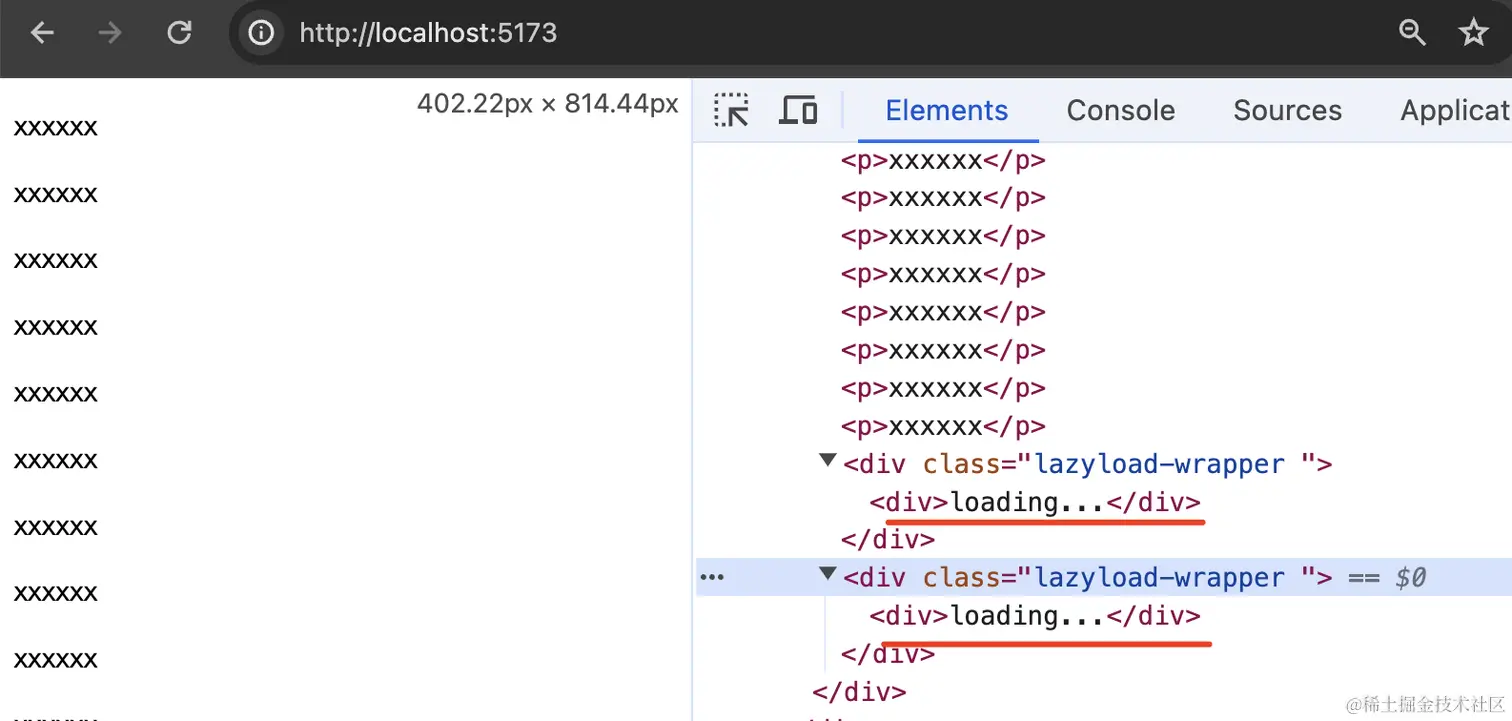 http://localhost:5173
402.22px × 814.44px
xxxxxx
xxxxxx
xxxxxx
xxxxxx
xxxxxx
xxxxxx
xxxxxx
xxxxxx
xxxxxx
Elements Console Sources Applicat
<p>xxxxxx</p>
<p>xxxxxx</p>
<p>xxxxxx</p>
<p>xxxxxx</p>
<p>xxxxxx</p>
<p>xxxxxx</p>
<p>xxxxxx</p>
<p>xxxxxx</p>
<div class="lazyload-wrapper ">
<div>loading...</div>
</div>
<div class="lazyload-wrapper "> == $0
<div>loading...</div>
</div>
</div>
@稀土掘金技术社区